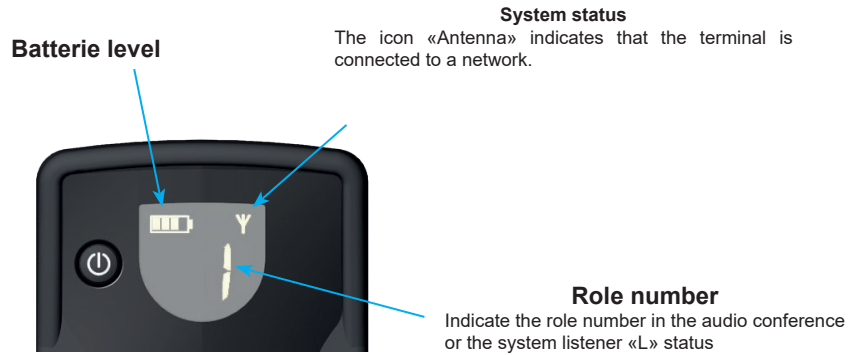 System status
The icon «Antenna» indicates that the terminal is
connected to a network.
Batterie level
1
Role number
Indicate the role number in the audio conference
or the system listener «L» status